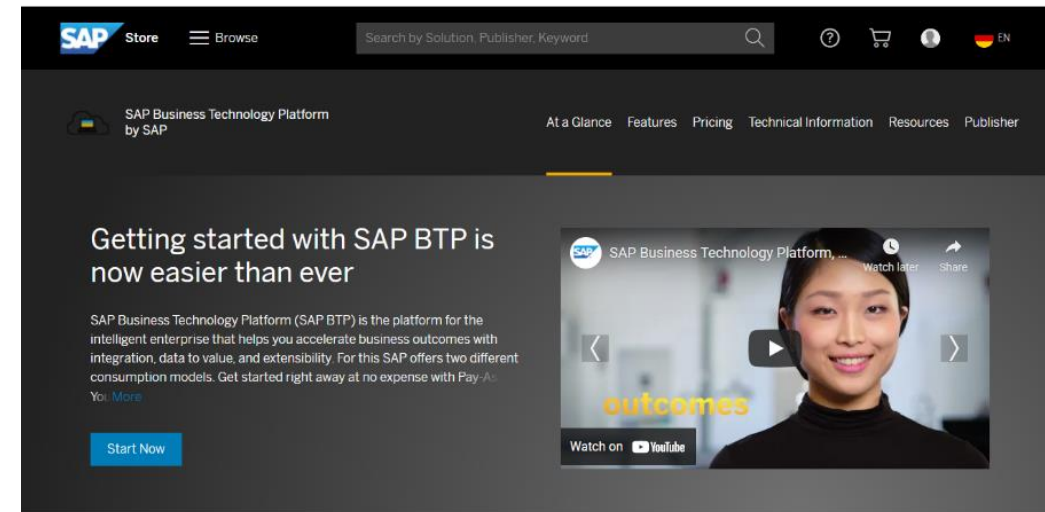 SAP Store Browse Search by Solution, Publisher, Keyword EN
SAP Business Technology Platform
by SAP
At a Glance Features Pricing Technical Information Resources Publisher
Getting started with SAP BTP is
now easier than ever
SAP Business Technology Platform (SAP BTP) is the platform for the
intelligent enterprise that helps you accelerate business outcomes with
integration, data to value, and extensibility. For this SAP offers two different
consumption models. Get started right away at no expense with Pay-As-
You More
Start Now
SAP SAP Business Technology Platform, ...
Watch later Share
outcomes
Watch on YouTube